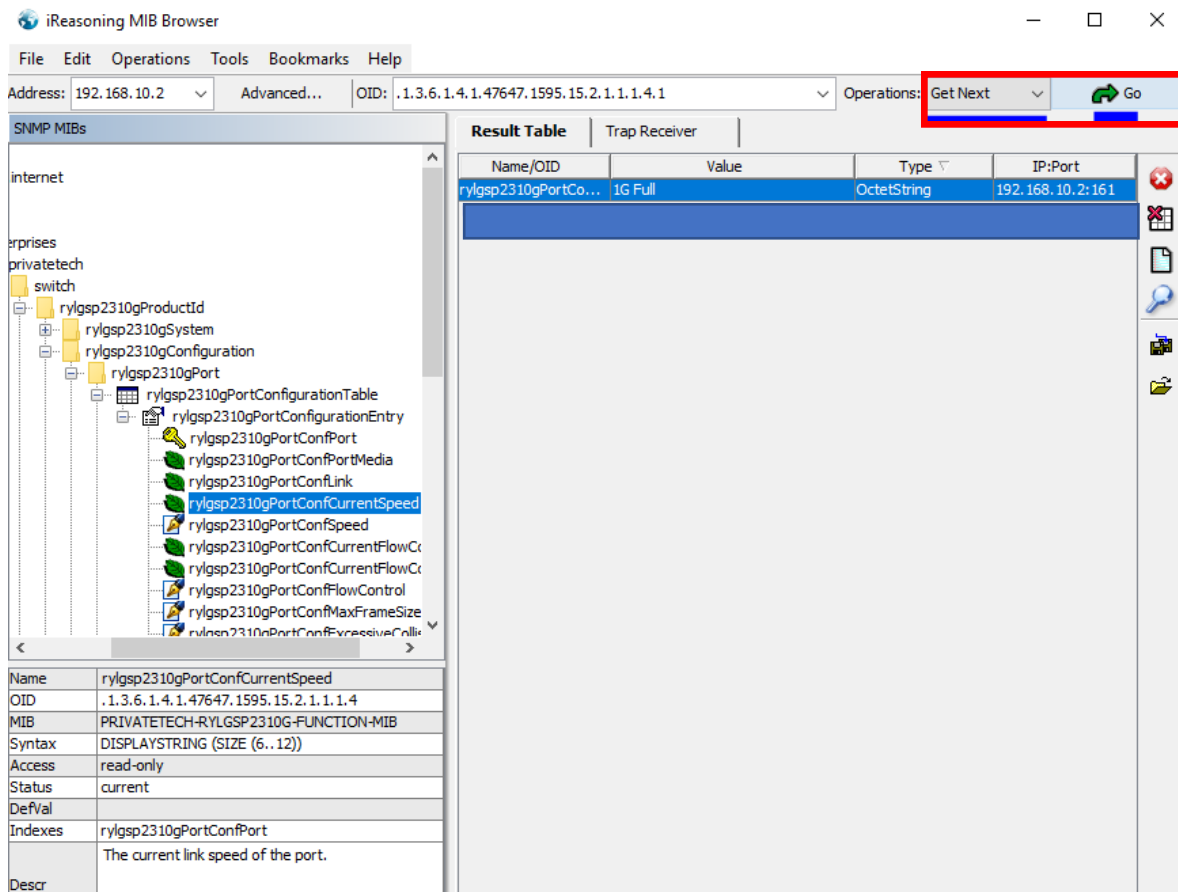 iReasoning MIB Browser
File Edit Operations Tools Bookmarks Help
Address: 192.168.10.2 Advanced... OID: .1.3.6.1.4.1.47647.1595.15.2.1.1.1.4.1 Operations: Get Next Go
SNMP MIBs
internet
erprises
privatetech
switch
rylgsp2310gProductId
rylgsp2310gSystem
rylgsp2310gConfiguration
rylgsp2310gPort
rylgsp2310gPortConfigurationTable
rylgsp2310gPortConfigurationEntry
rylgsp2310gPortConfPort
rylgsp2310gPortConfPortMedia
rylgsp2310gPortConfLink
rylgsp2310gPortConfCurrentSpeed
rylgsp2310gPortConfSpeed
rylgsp2310gPortConfCurrentFlowCo
rylgsp2310gPortConfCurrentFlowCo
rylgsp2310gPortConfFlowControl
rylgsp2310gPortConfMaxFrameSize
rylgsp2310gPortConfExcessiveCollis
Result Table Trap Receiver
Name/OID Value Type IP:Port
rylgsp2310gPortCo... 1G Full OctetString 192.168.10.2:161
Name rylgsp2310gPortConfCurrentSpeed
OID .1.3.6.1.4.1.47647.1595.15.2.1.1.1.4
MIB PRIVATETECH-RYLGSP2310G-FUNCTION-MIB
Syntax DISPLAYSTRING (SIZE (6..12))
Access read-only
Status current
DefVal
Indexes rylgsp2310gPortConfPort
The current link speed of the port.
Descr